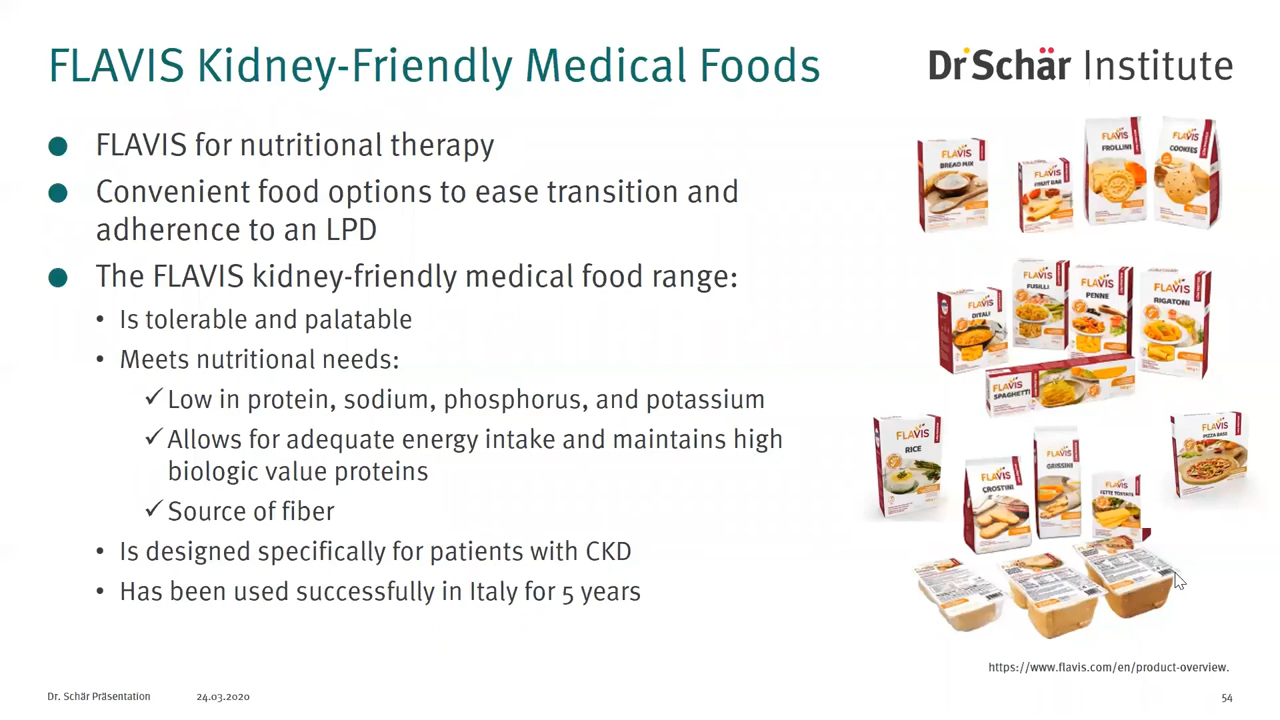 FLAVIS Kidney-Friendly Medical Foods
Dr Schär Institute
● FLAVIS for nutritional therapy
● Convenient food options to ease transition and
adherence to an LPD
● The FLAVIS kidney-friendly medical food range:
• Is tolerable and palatable
• Meets nutritional needs:
✓ Low in protein, sodium, phosphorus, and potassium
✓ Allows for adequate energy intake and maintains high
biologic value proteins
✓ Source of fiber
• Is designed specifically for patients with CKD
• Has been used successfully in Italy for 5 years
FLAVIS
BREAD MIX
FLAVIS
FRUIT BAR
FLAVIS
FROLLINI
FLAVIS
COOKIES
FLAVIS
DITALI
FLAVIS
FUSILLI
FLAVIS
PENNE
FLAVIS
RIGATONI
FLAVIS
SPAGHETTI
FLAVIS
RICE
FLAVIS
CROSTINI
FLAVIS
GRISSINI
FLAVIS
FETTE TOSTATE
FLAVIS
PIZZA BASE
https://www.flavis.com/en/product-overview.
Dr. Schär Präsentation
24.03.2020
54